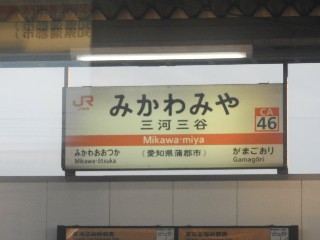 JR
みかわみや
三河三谷
CA
46
Mikawa-miya
みかわおおつか
Mikawa-Ōtsuka
(愛知県蒲郡市)
がまごおり
Gamagōri